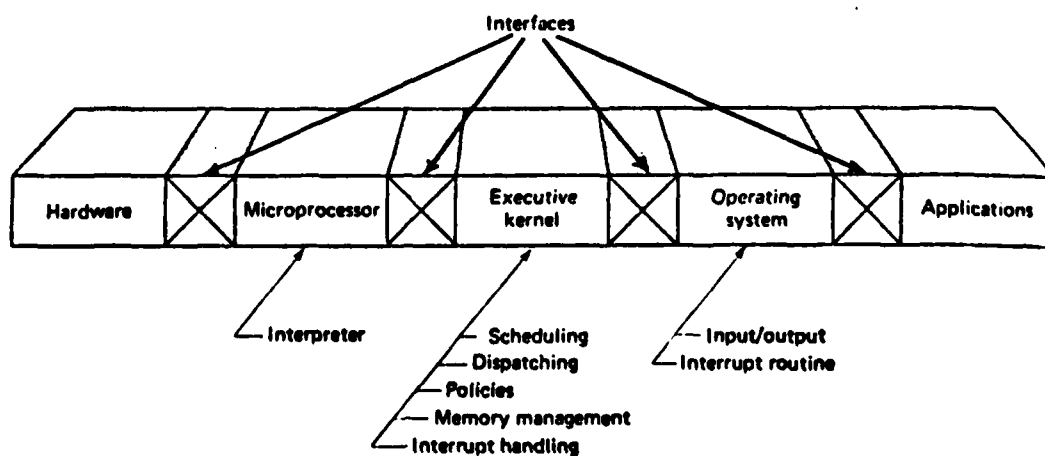 Interfaces
Hardware
Microprocessor
Executive
kernel
Operating
system
Applications
Interpreter
Scheduling
Dispatching
Policies
Memory management
Interrupt handling
Input/output
Interrupt routine